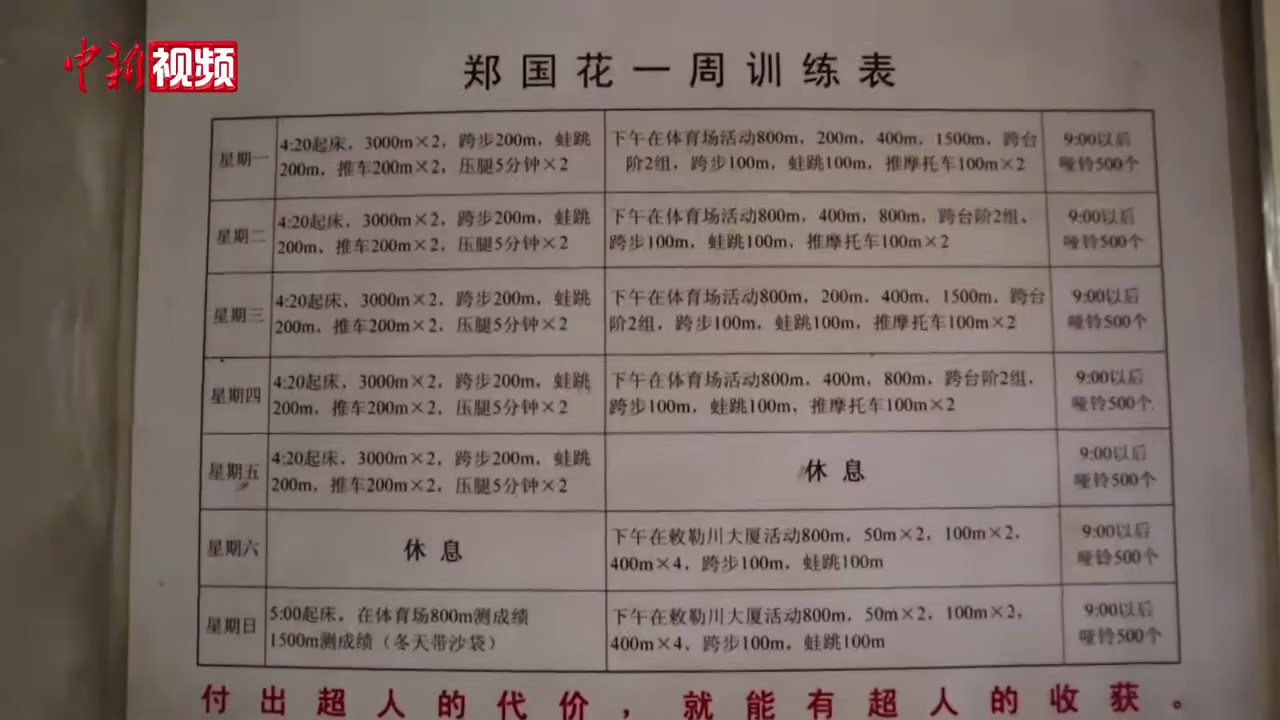 中新视频
郑国花一周训练表
星期一
4:20起床，3000m×2，跨步200m，蛙跳
200m，推车200m×2，压腿5分钟×2
下午在体育场活动800m，200m，400m，1500m，跨台
阶2组，跨步100m，蛙跳100m，推摩托车100m×2
9:00以后
哑铃500个
星期二
4:20起床，3000m×2，跨步200m，蛙跳
200m，推车200m×2，压腿5分钟×2
下午在体育场活动800m，400m，800m，跨台阶2组、
跨步100m，蛙跳100m，推摩托车100m×2
9:00以后
哑铃500个
星期三
4:20起床，3000m×2，跨步200m，蛙跳
200m，推车200m×2，压腿5分钟×2
下午在体育场活动800m，200m，400m，1500m，跨台
阶2组，跨步100m，蛙跳100m，推摩托车100m×2
9:00以后
哑铃500个
星期四
4:20起床，3000m×2，跨步200m，蛙跳
200m，推车200m×2，压腿5分钟×2
下午在体育场活动800m，400m，800m，跨台阶2组，
跨步100m，蛙跳100m，推摩托车100m×2
9:00以后
哑铃500个
星期五
4:20起床，3000m×2，跨步200m，蛙跳
200m，推车200m×2，压腿5分钟×2
休息
9:00以后
哑铃500个
星期六
休息
下午在敕勒川大厦活动800m，50m×2，100m×2，
400m×4，跨步100m，蛙跳100m
9:00以后
哑铃500个
星期日
5:00起床，在体育场800m测成绩
1500m测成绩（冬天带沙袋）
下午在敕勒川大厦活动800m，50m×2，100m×2，
400m×4，跨步100m，蛙跳100m
9:00以后
哑铃500个
付出超人的代价，就能有超人的收获。